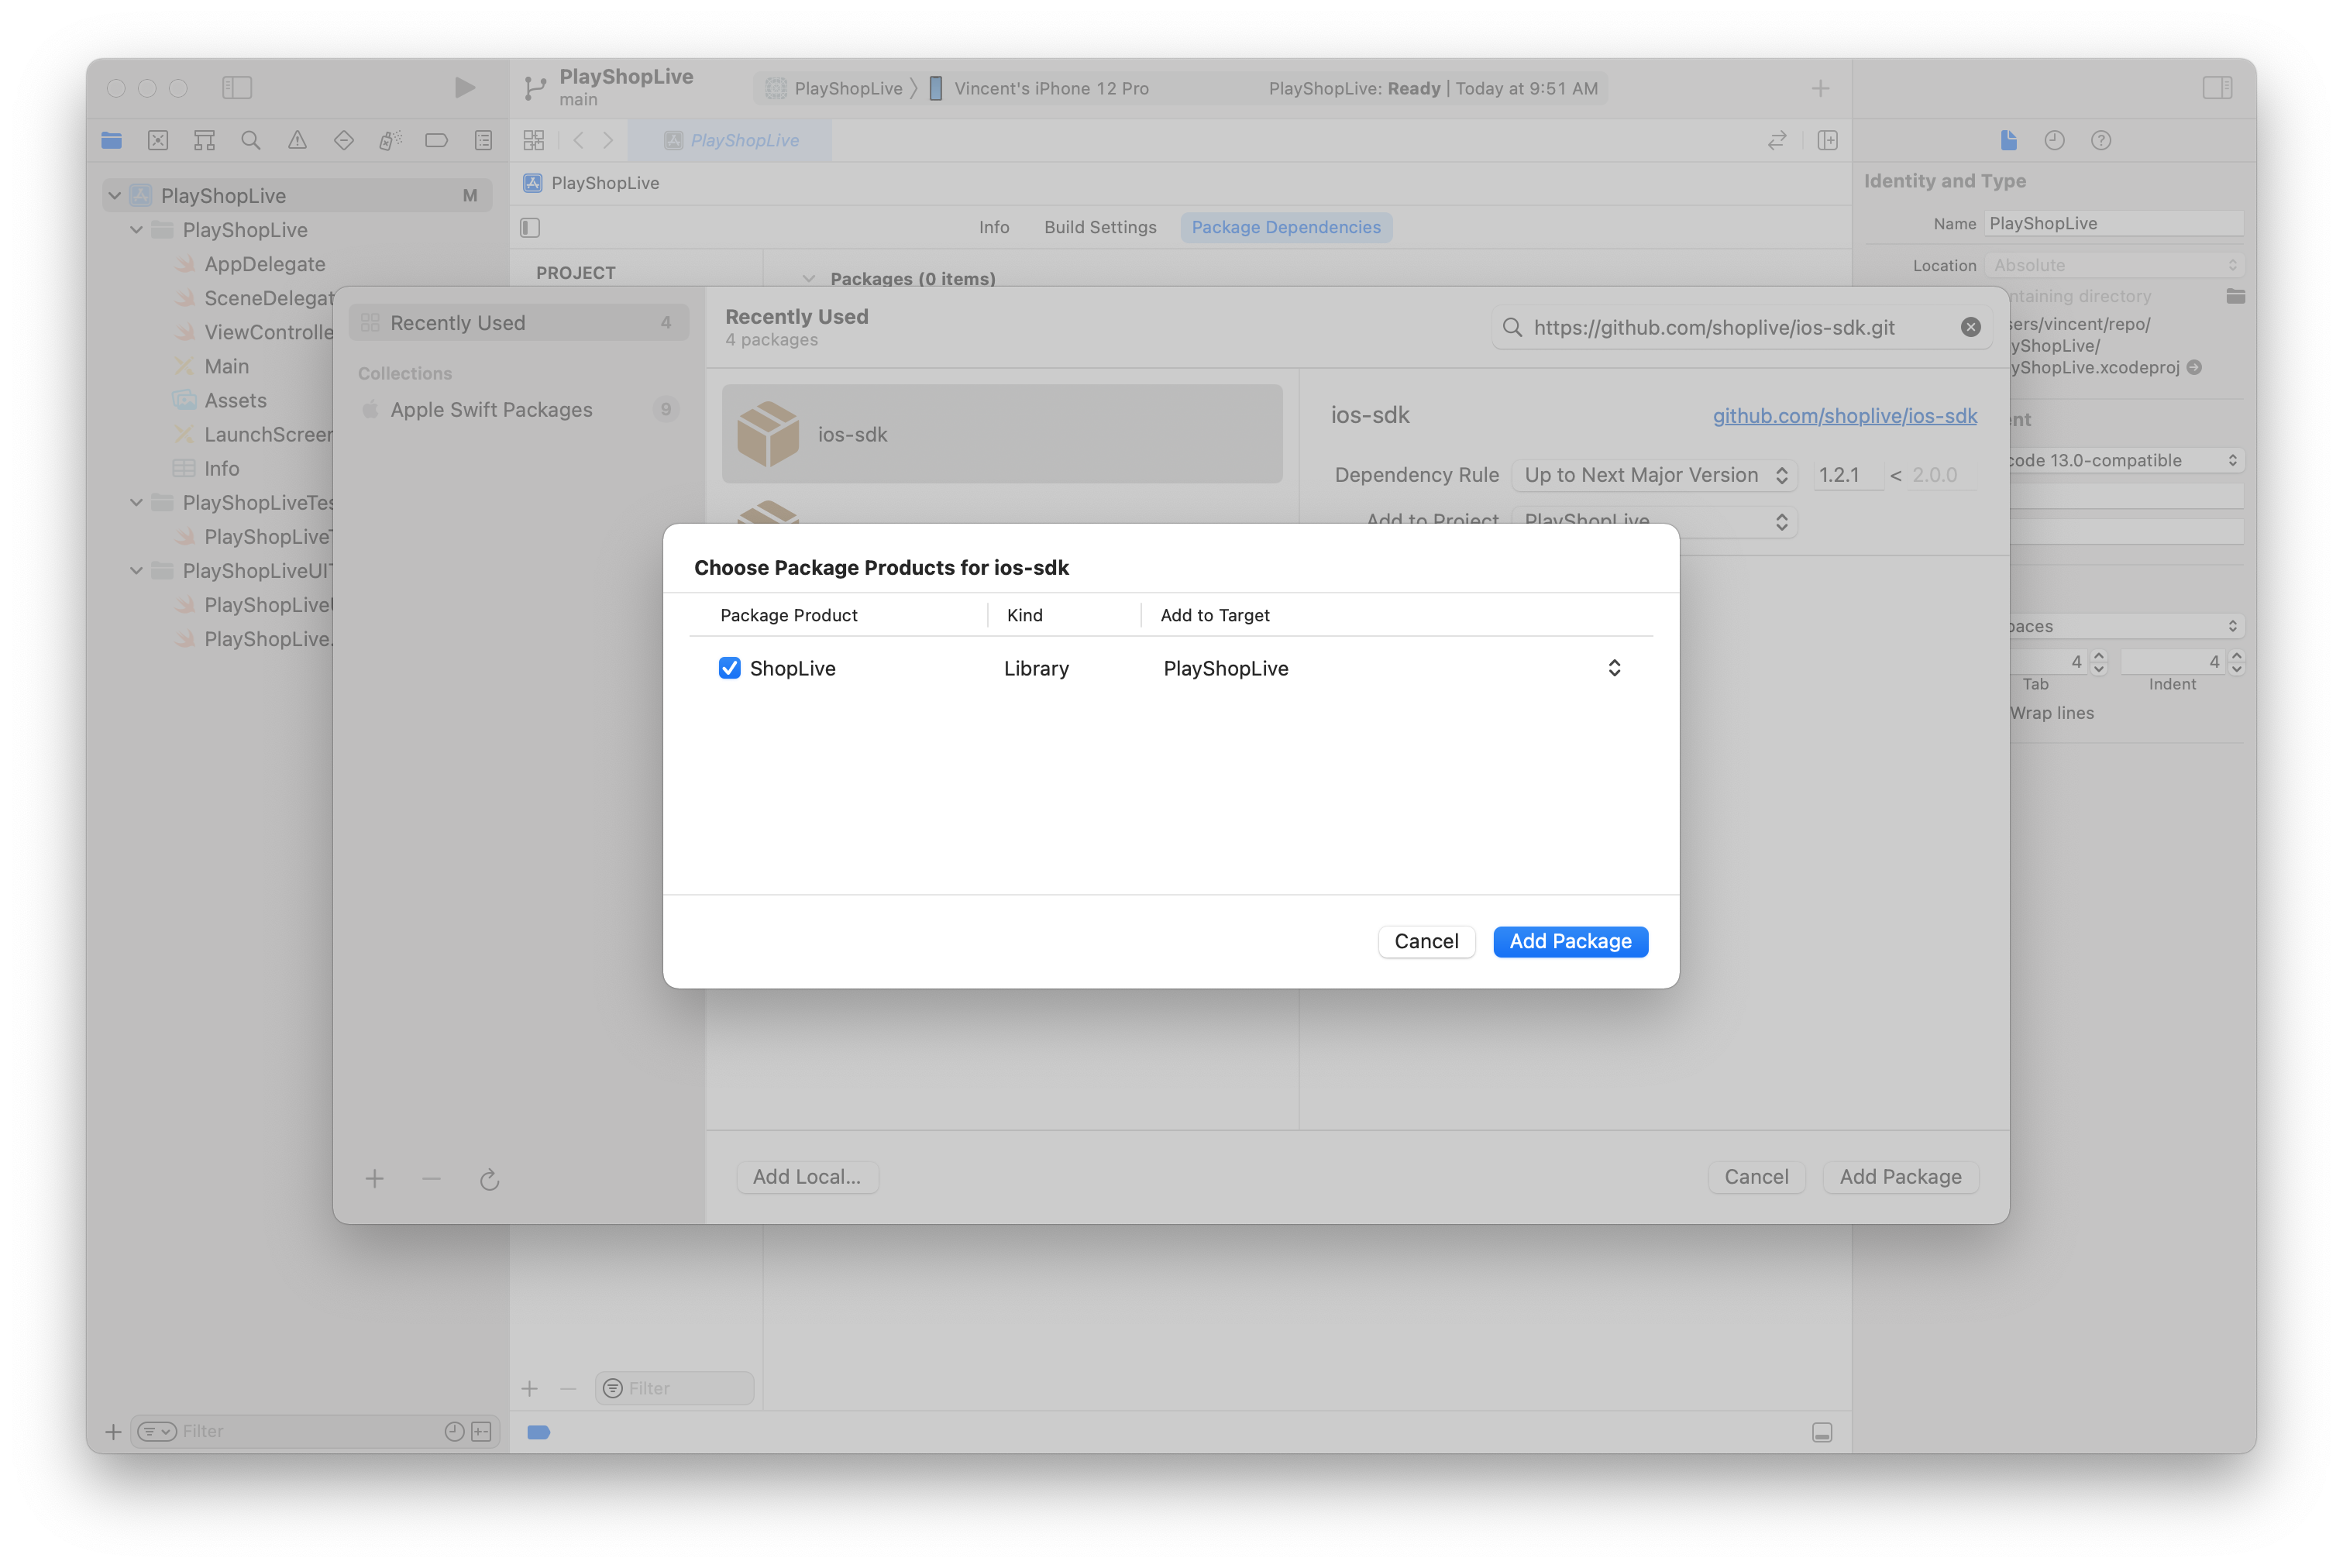 PlayShopLive
main
PlayShopLive
Vincent's iPhone 12 Pro
PlayShopLive: Ready | Today at 9:51 AM
PlayShopLive
PlayShopLive
Info
Build Settings
Package Dependencies
PROJECT
Packages (0 items)
PlayShopLive
M
PlayShopLive
AppDelegate
SceneDelegat
ViewControlle
Main
Assets
LaunchScreen
Info
PlayShopLiveTes
PlayShopLiveT
PlayShopLiveUIT
PlayShopLiveU
PlayShopLive.
Filter
Filter
Identity and Type
Name
PlayShopLive
Location
Absolute
ntaining directory
sers/vincent/repo/
yShopLive/
yShopLive.xcodeproj
nt
code 13.0-compatible
paces
4
4
Tab
Indent
Wrap lines
Recently Used
4
Collections
Apple Swift Packages
9
Recently Used
4 packages
https://github.com/shoplive/ios-sdk.git
ios-sdk
ios-sdk
github.com/shoplive/ios-sdk
Dependency Rule
Up to Next Major Version
1.2.1 < 2.0.0
Add to Project
PlayShopLive
Add Local...
Cancel
Add Package
Choose Package Products for ios-sdk
Package Product
Kind
Add to Target
ShopLive
Library
PlayShopLive
Cancel
Add Package